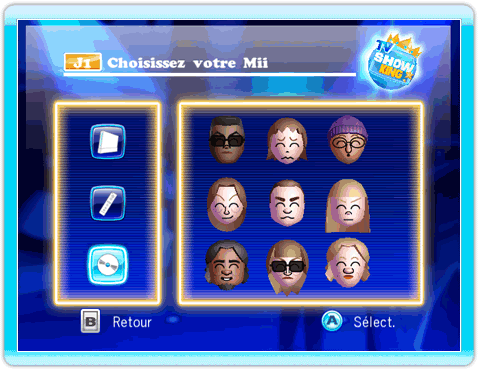 J1 Choisissez votre Mii
TV
SHOW
KING
B Retour
A Sélect.